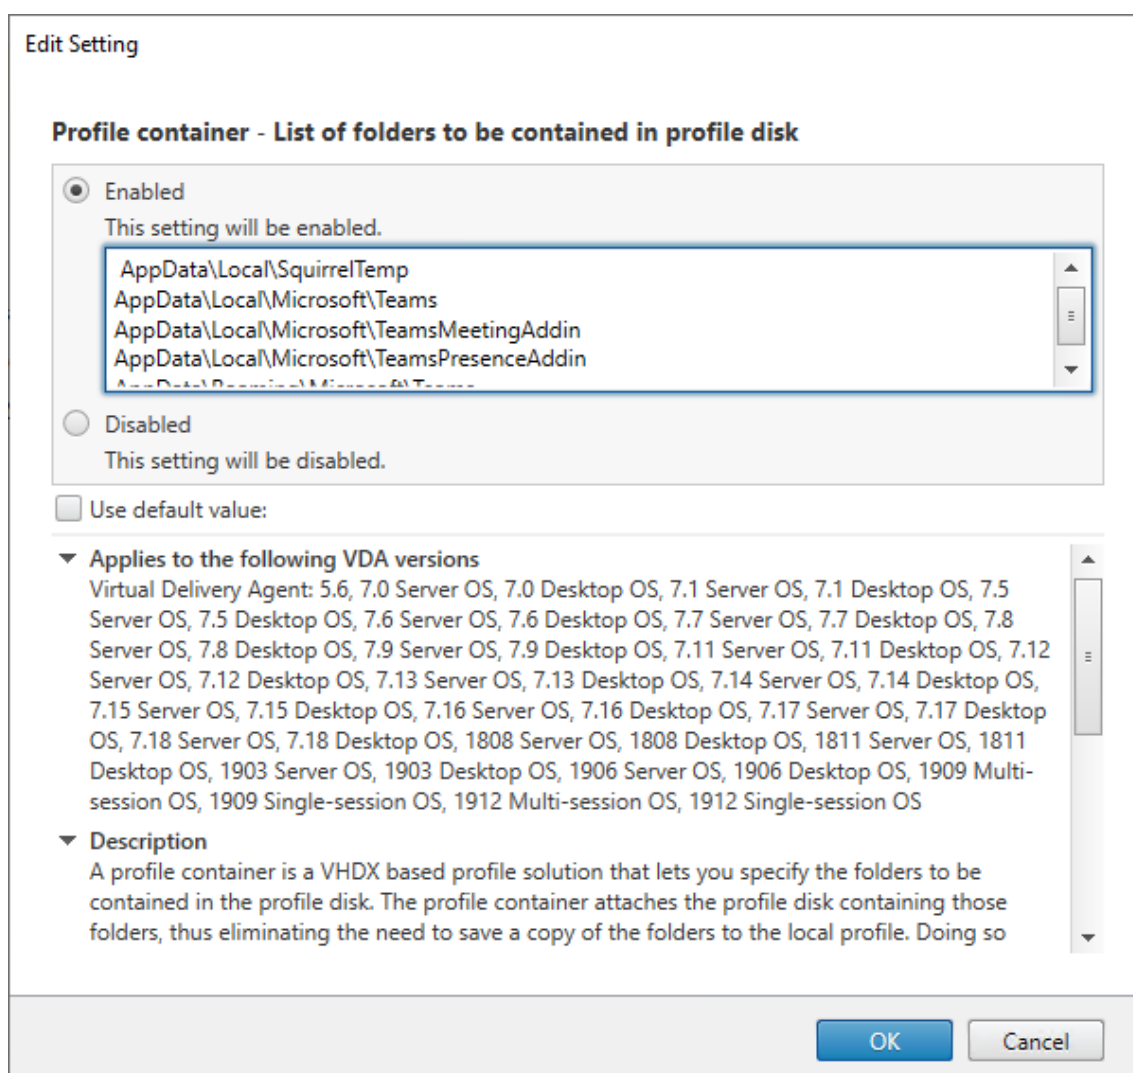 Edit Setting
Profile container - List of folders to be contained in profile disk
Enabled
This setting will be enabled.
AppData\Local\SquirrelTemp
AppData\Local\Microsoft\Teams
AppData\Local\Microsoft\TeamsMeetingAddin
AppData\Local\Microsoft\TeamsPresenceAddin
AppData\Roaming\Microsoft\Teams
Disabled
This setting will be disabled.
Use default value:
Applies to the following VDA versions
Virtual Delivery Agent: 5.6, 7.0 Server OS, 7.0 Desktop OS, 7.1 Server OS, 7.1 Desktop OS, 7.5
Server OS, 7.5 Desktop OS, 7.6 Server OS, 7.6 Desktop OS, 7.7 Server OS, 7.7 Desktop OS, 7.8
Server OS, 7.8 Desktop OS, 7.9 Server OS, 7.9 Desktop OS, 7.11 Server OS, 7.11 Desktop OS, 7.12
Server OS, 7.12 Desktop OS, 7.13 Server OS, 7.13 Desktop OS, 7.14 Server OS, 7.14 Desktop OS,
7.15 Server OS, 7.15 Desktop OS, 7.16 Server OS, 7.16 Desktop OS, 7.17 Server OS, 7.17 Desktop
OS, 7.18 Server OS, 7.18 Desktop OS, 1808 Server OS, 1808 Desktop OS, 1811 Server OS, 1811
Desktop OS, 1903 Server OS, 1903 Desktop OS, 1906 Server OS, 1906 Desktop OS, 1909 Multi-
session OS, 1909 Single-session OS, 1912 Multi-session OS, 1912 Single-session OS
Description
A profile container is a VHDX based profile solution that lets you specify the folders to be
contained in the profile disk. The profile container attaches the profile disk containing those
folders, thus eliminating the need to save a copy of the folders to the local profile. Doing so
OK
Cancel